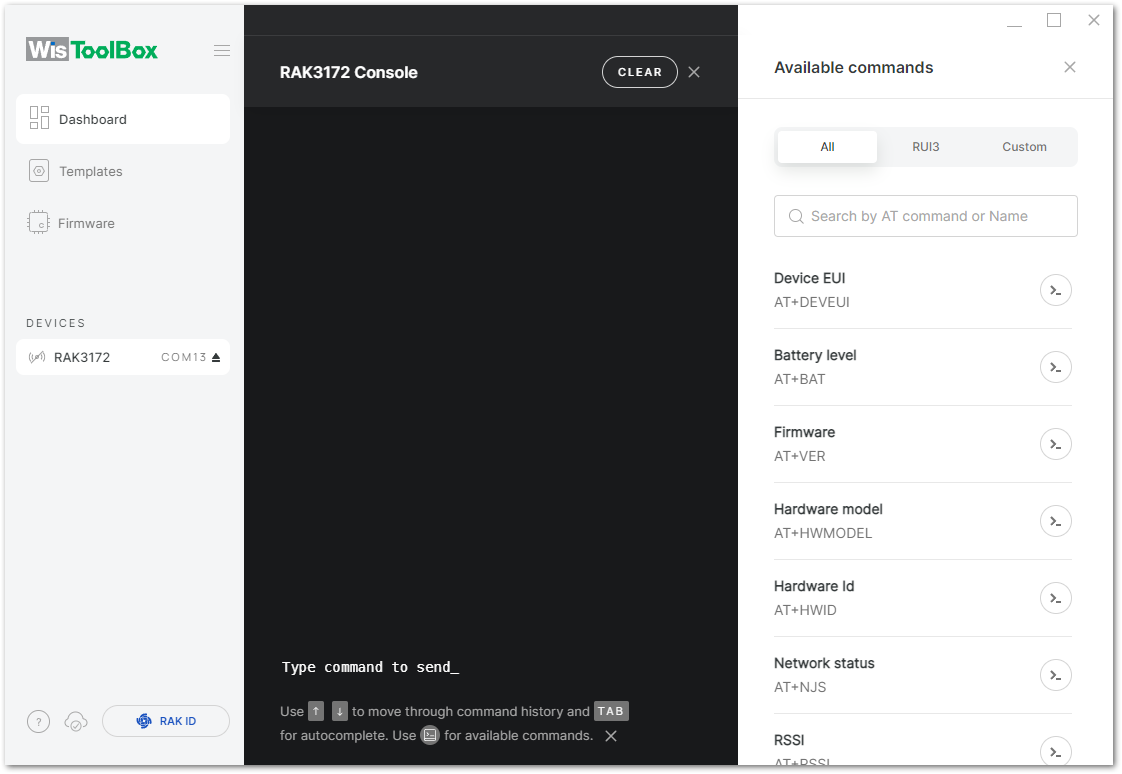 WisToolBox
Dashboard
Templates
Firmware
DEVICES
RAK3172 COM13
?
RAK ID
RAK3172 Console
CLEAR
Type command to send_
Use ↑ ↓ to move through command history and TAB
for autocomplete. Use for available commands.
Available commands
All RUI3 Custom
Search by AT command or Name
Device EUI
AT+DEVEUI
Battery level
AT+BAT
Firmware
AT+VER
Hardware model
AT+HWMODEL
Hardware Id
AT+HWID
Network status
AT+NJS
RSSI
AT+RSSI